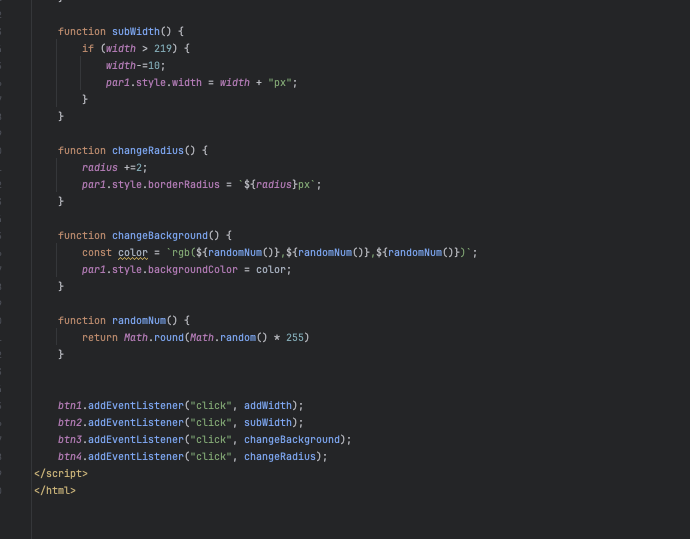 function subWidth() {
if (width > 219) {
width-=10;
par1.style.width = width + "px";
}
}
function changeRadius() {
radius +=2;
par1.style.borderRadius = `${radius}px`;
}
function changeBackground() {
const color = `rgb(${randomNum()},${randomNum()},${randomNum()})`;
par1.style.backgroundColor = color;
}
function randomNum() {
return Math.round(Math.random() * 255)
}
btn1.addEventListener("click", addWidth);
btn2.addEventListener("click", subWidth);
btn3.addEventListener("click", changeBackground);
btn4.addEventListener("click", changeRadius);
</script>
</html>